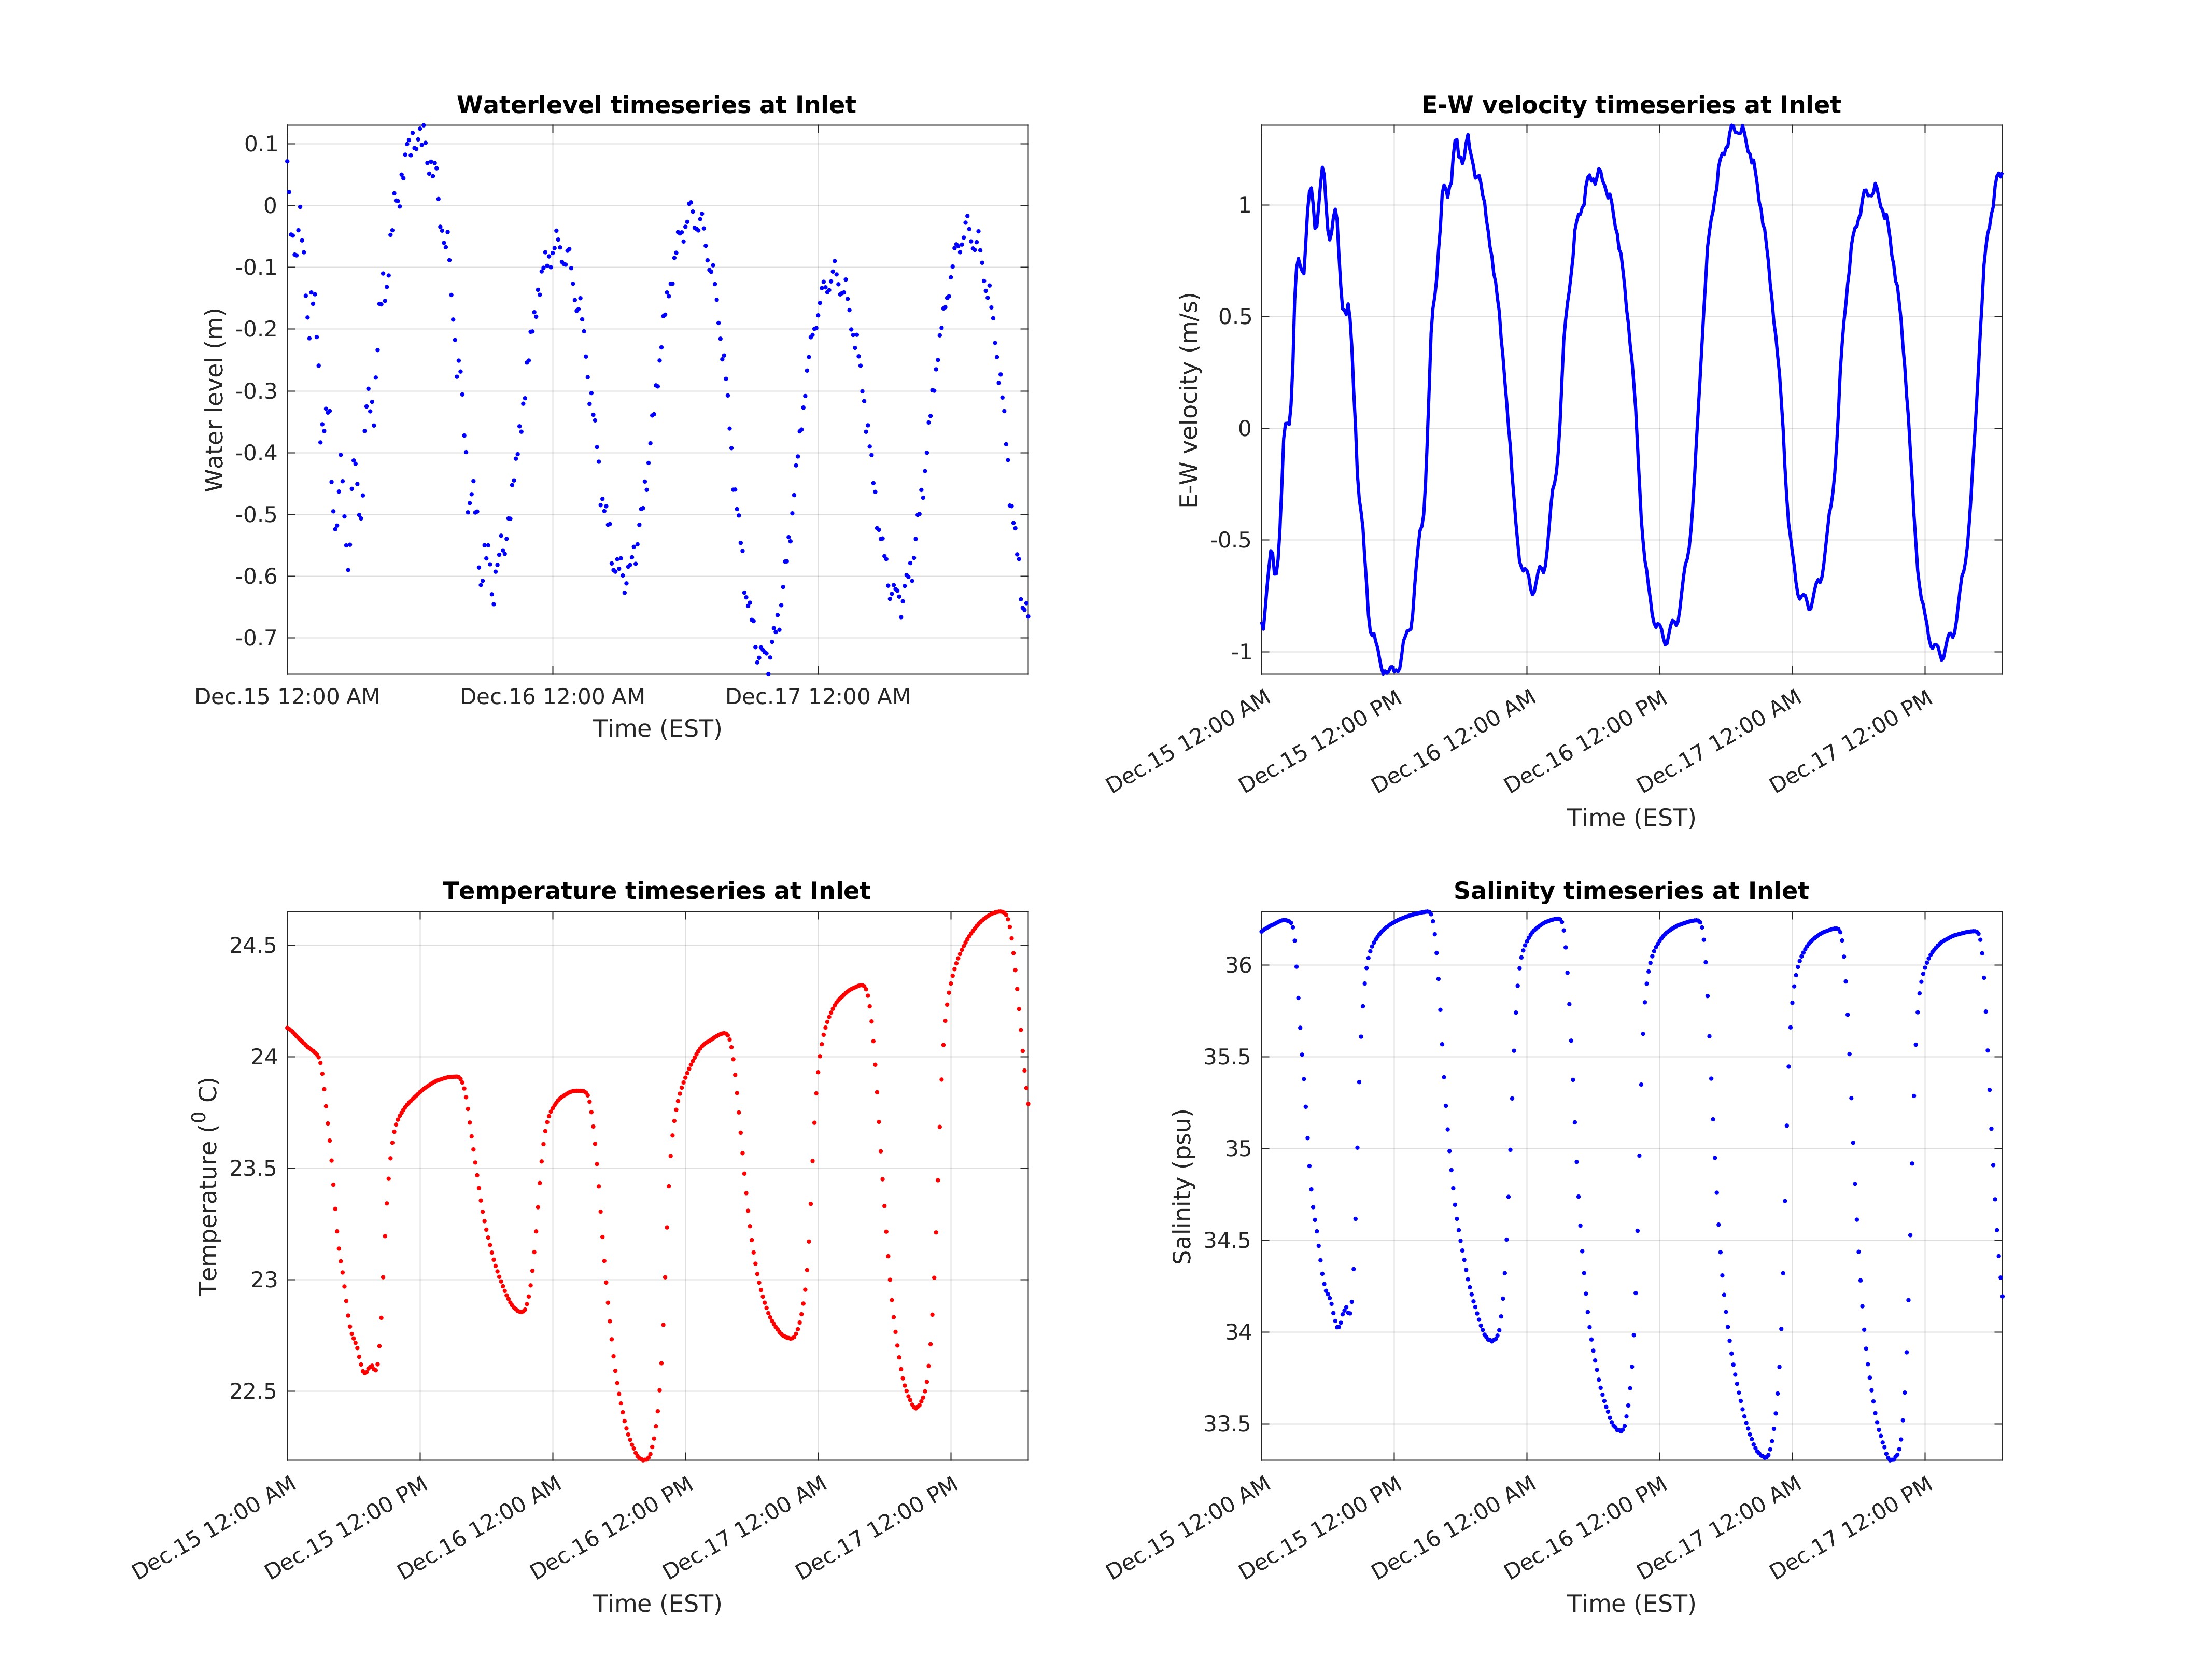 Waterlevel timeseries at Inlet
0.1
0
-0.1
-0.2
-0.3
-0.4
-0.5
-0.6
-0.7
Water level (m)
Dec.15 12:00 AM Dec.16 12:00 AM Dec.17 12:00 AM
Time (EST)
E-W velocity timeseries at Inlet
1
0.5
0
-0.5
-1
E-W velocity (m/s)
Dec.15 12:00 AM
Dec.15 12:00 PM
Dec.16 12:00 AM
Dec.16 12:00 PM
Dec.17 12:00 AM
Dec.17 12:00 PM
Time (EST)
Temperature timeseries at Inlet
24.5
24
23.5
23
22.5
Temperature (⁰ C)
Dec.15 12:00 AM
Dec.15 12:00 PM
Dec.16 12:00 AM
Dec.16 12:00 PM
Dec.17 12:00 AM
Dec.17 12:00 PM
Time (EST)
Salinity timeseries at Inlet
36
35.5
35
34.5
34
33.5
Salinity (psu)
Dec.15 12:00 AM
Dec.15 12:00 PM
Dec.16 12:00 AM
Dec.16 12:00 PM
Dec.17 12:00 AM
Dec.17 12:00 PM
Time (EST)